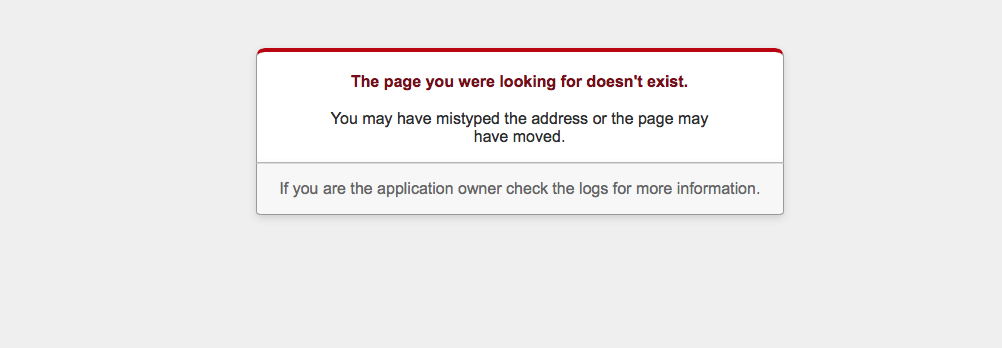 The page you were looking for doesn't exist.
You may have mistyped the address or the page may
have moved.
If you are the application owner check the logs for more information.